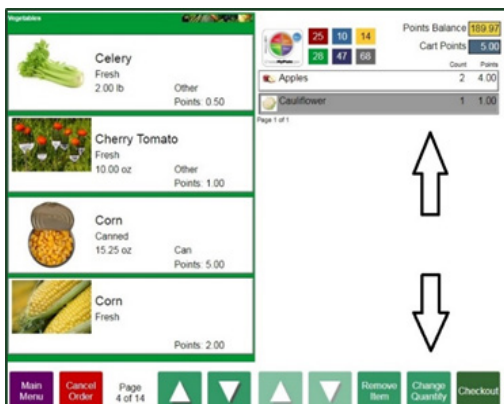 Vegetables
Celery
Fresh
2.00 lb
Other
Points: 0.50
Cherry Tomato
Fresh
10.00 oz
Other
Points: 1.00
Corn
Canned
15.25 oz
Can
Points: 5.00
Corn
Fresh
Points: 2.00
25 10 14
28 47 68
Points Balance 189.97
Cart Points 5.00
Count Points
Apples 2 4.00
Cauliflower 1 1.00
Page 1 of 1
Main Menu
Cancel Order
Page 4 of 14
Remove Item
Change Quantity
Checkout